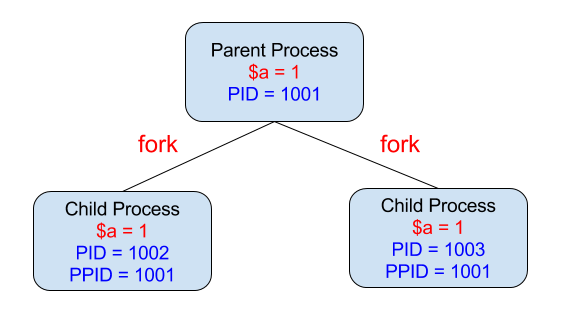 Parent Process
$a = 1
PID = 1001
fork
fork
Child Process
$a = 1
PID = 1002
PPID = 1001
Child Process
$a = 1
PID = 1003
PPID = 1001